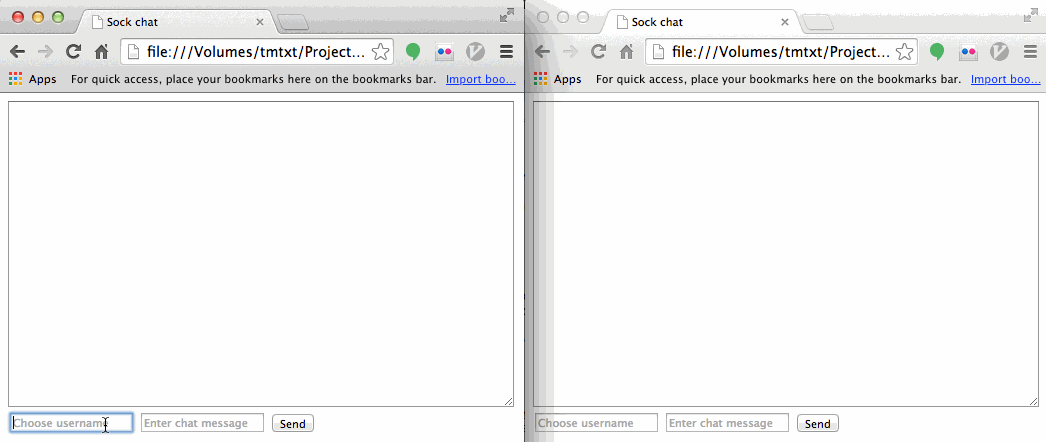 Sock chat
file:///Volumes/tmtxt/Project...
Apps For quick access, place your bookmarks here on the bookmarks bar. Import boo...
Choose username Enter chat message Send
Sock chat
file:///Volumes/tmtxt/Project...
Apps For quick access, place your bookmarks here on the bookmarks bar. Import boo...
Choose username Enter chat message Send